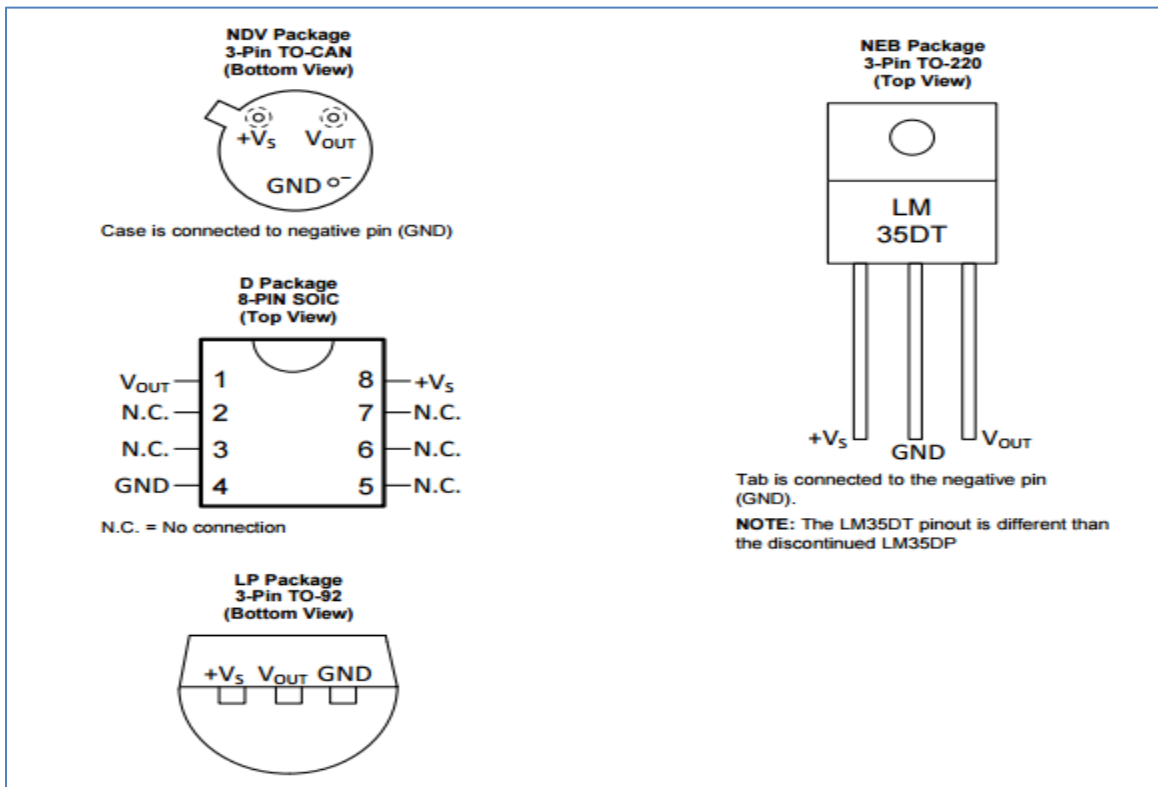 NDV Package
3-Pin TO-CAN
(Bottom View)
+VS VOUT
GND –
Case is connected to negative pin (GND)
D Package
8-PIN SOIC
(Top View)
VOUT 1 8 +VS
N.C. 2 7 N.C.
N.C. 3 6 N.C.
GND 4 5 N.C.
N.C. = No connection
LP Package
3-Pin TO-92
(Bottom View)
+VS VOUT GND
NEB Package
3-Pin TO-220
(Top View)
LM
35DT
+VS GND VOUT
Tab is connected to the negative pin
(GND).
NOTE: The LM35DT pinout is different than
the discontinued LM35DP